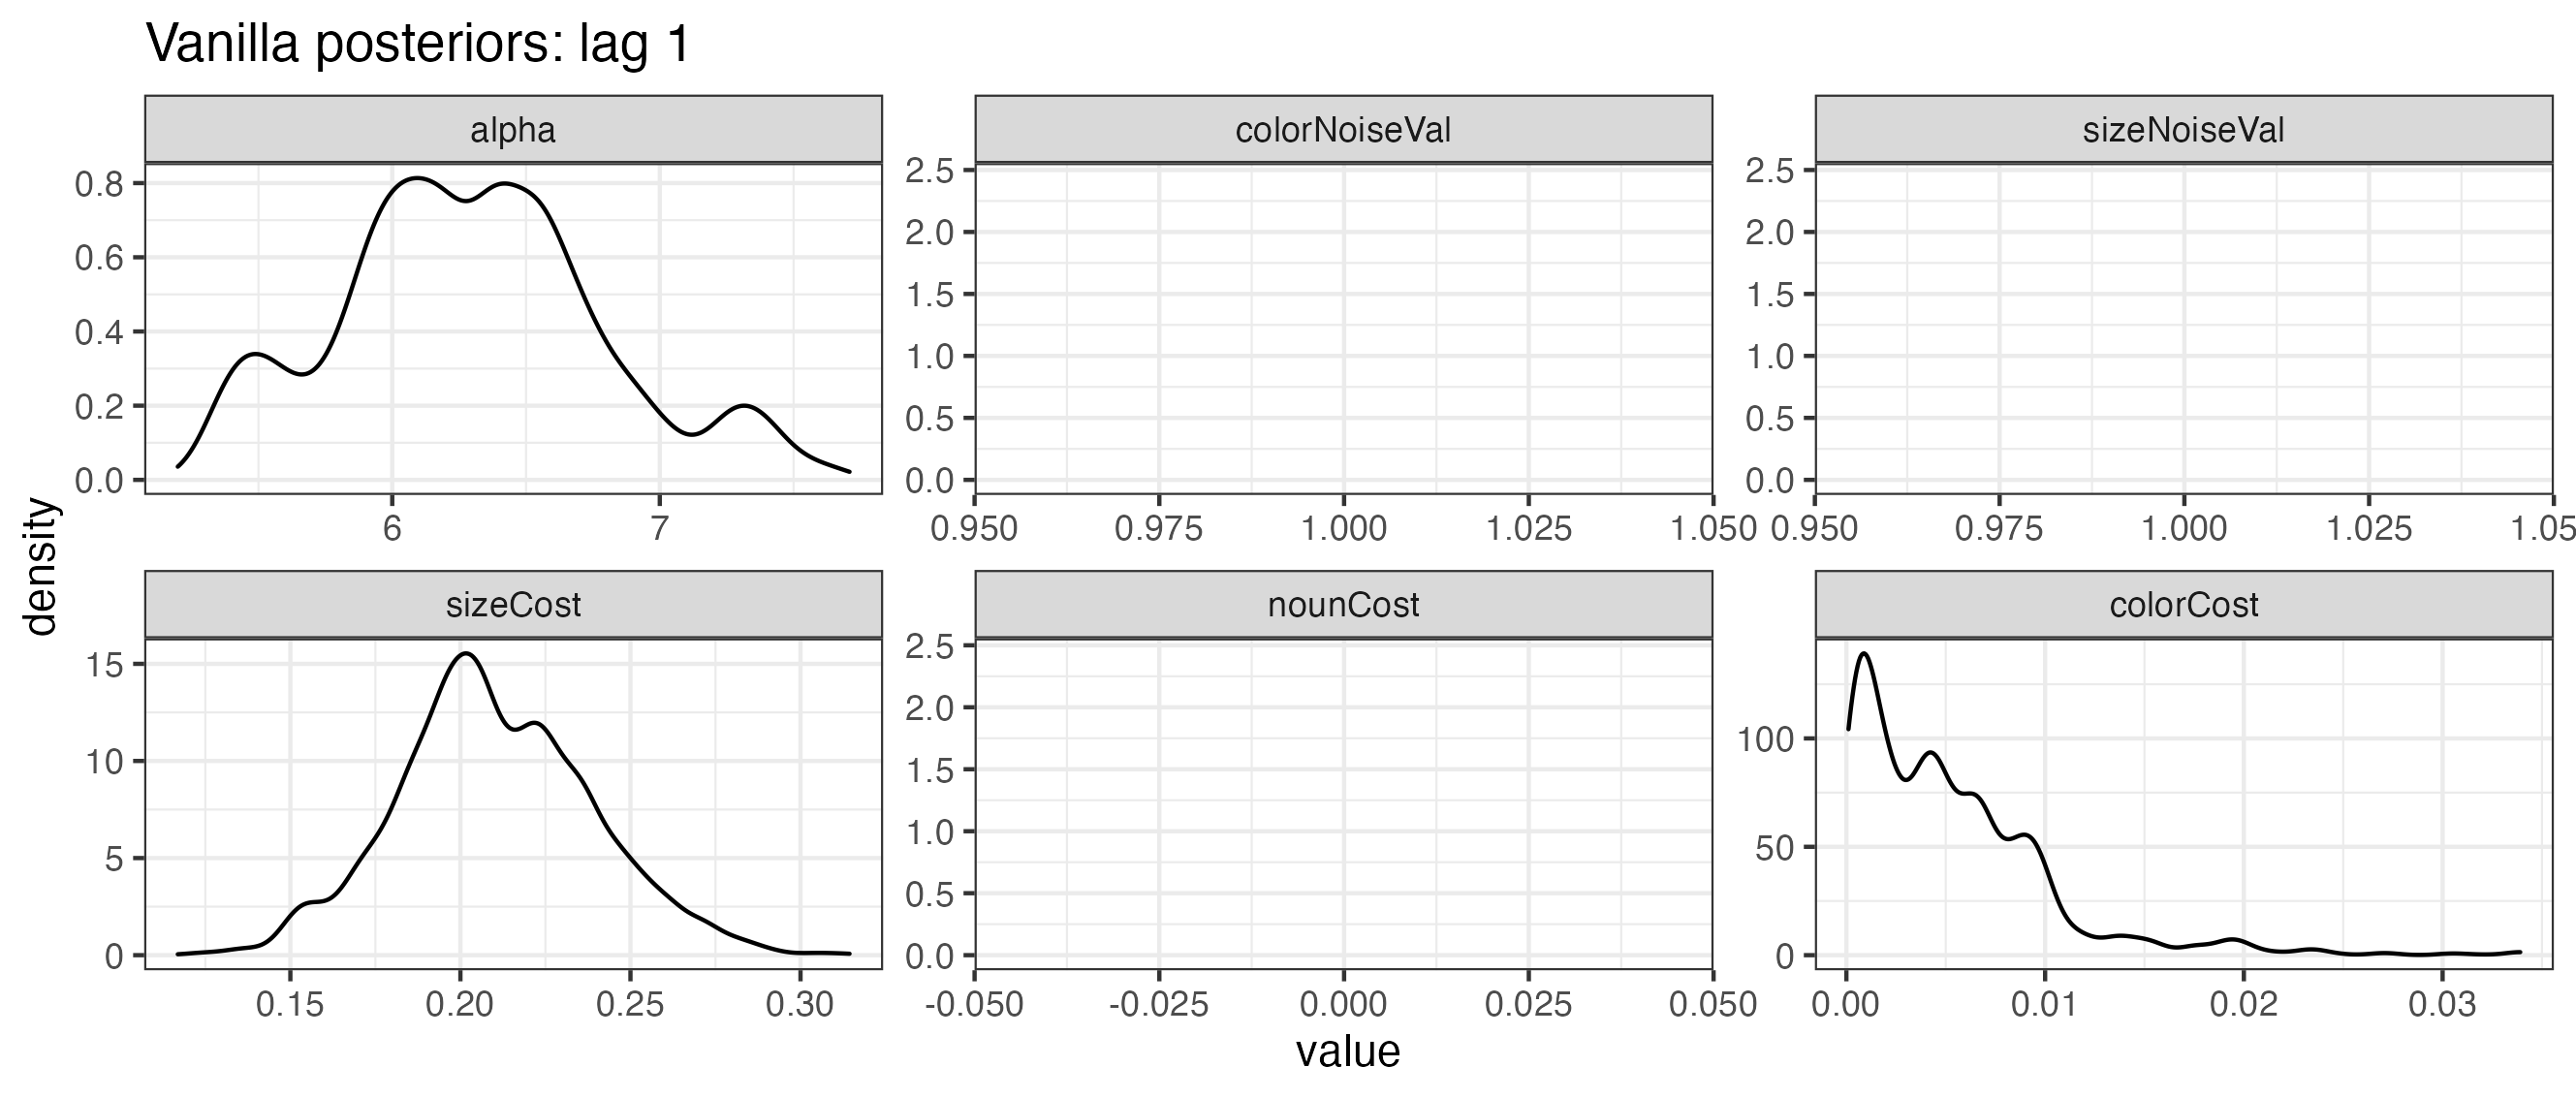 Vanilla posteriors: lag 1
alpha
colorNoiseVal
sizeNoiseVal
0.8
0.6
0.4
0.2
0.0
2.5
2.0
1.5
1.0
0.5
0.0
2.5
2.0
1.5
1.0
0.5
0.0
6 7
0.950 0.975 1.000 1.025 1.050
0.950 0.975 1.000 1.025 1.05
density
sizeCost
nounCost
colorCost
15
10
5
0
2.5
2.0
1.5
1.0
0.5
0.0
100
50
0
0.15 0.20 0.25 0.30
-0.050 -0.025 0.000 0.025 0.050
0.00 0.01 0.02 0.03
value